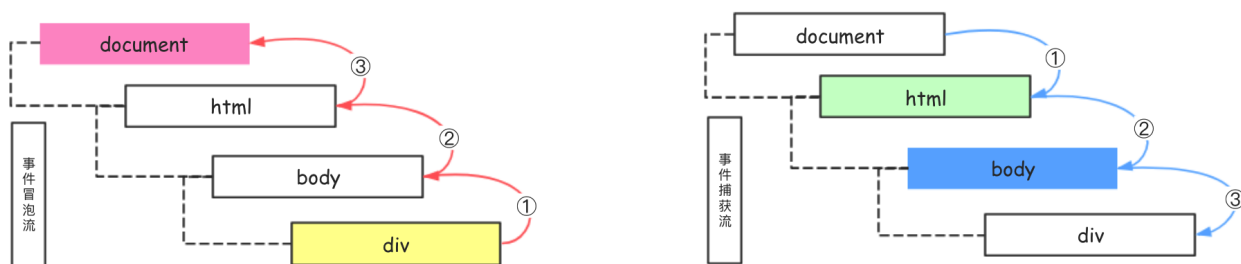 document
③
html
②
body
①
div
事件冒泡流
document
①
html
②
body
③
div
事件捕获流